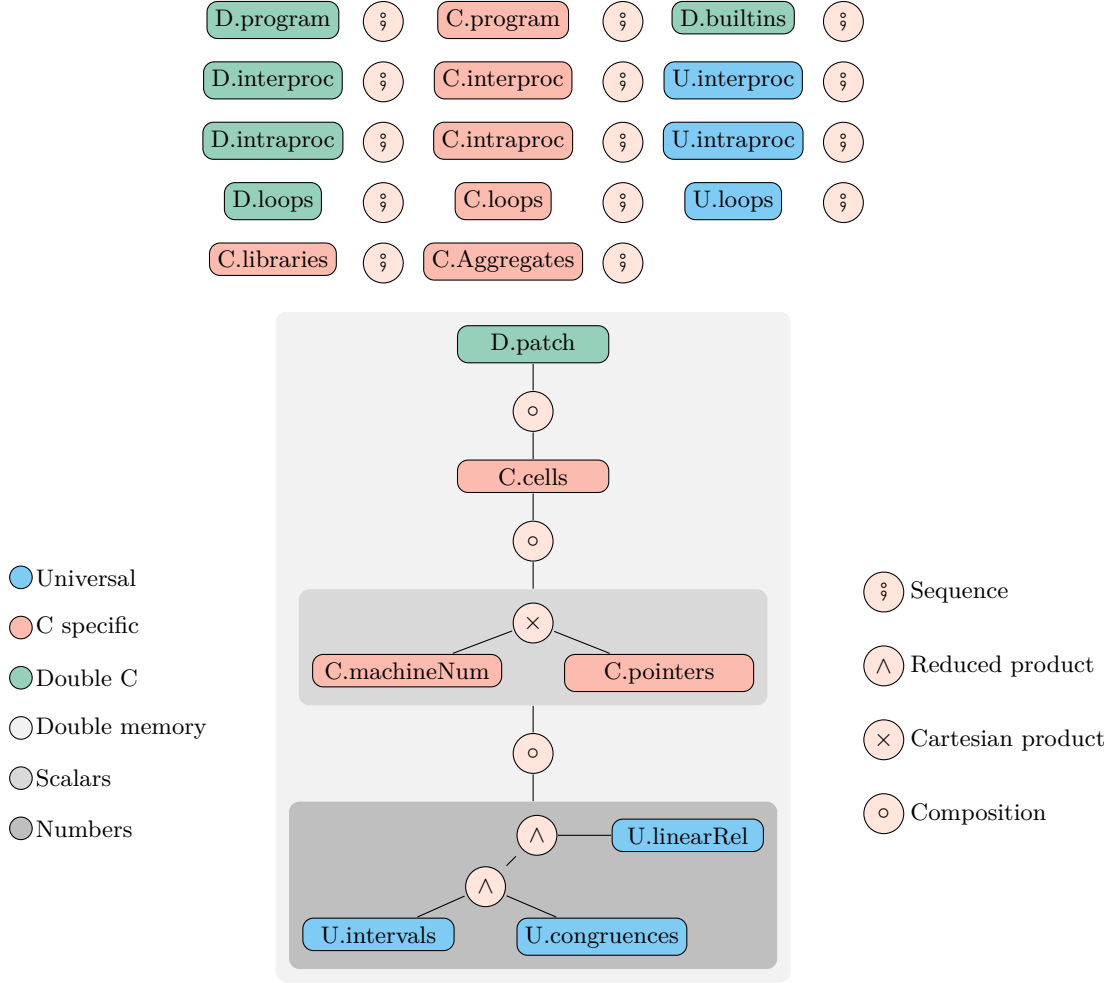 D.program ⨾ C.program ⨾ D.builtins ⨾
D.interproc ⨾ C.interproc ⨾ U.interproc ⨾
D.intraproc ⨾ C.intraproc ⨾ U.intraproc ⨾
D.loops ⨾ C.loops ⨾ U.loops ⨾
C.libraries ⨾ C.Aggregates ⨾
D.patch
∘
C.cells
∘
×
C.machineNum C.pointers
∘
∧ U.linearRel
∧
U.intervals U.congruences
Universal
C specific
Double C
Double memory
Scalars
Numbers
⨾ Sequence
∧ Reduced product
× Cartesian product
∘ Composition